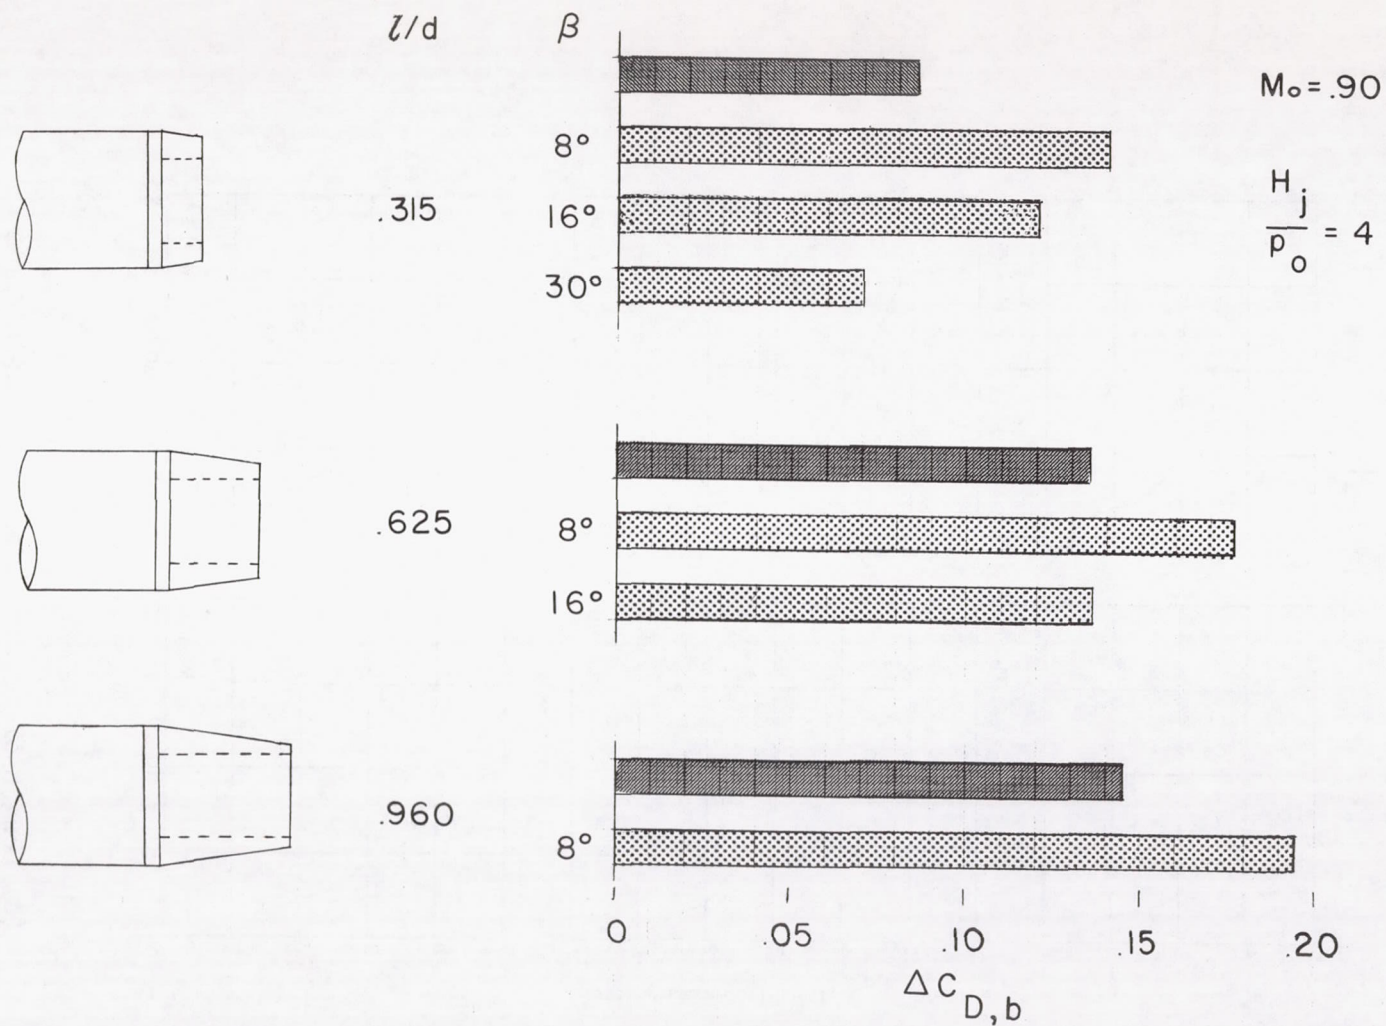 l/d β
M₀ = .90
8°
.315 16°
H_j / p_o = 4
30°
.625 8°
16°
.960 8°
0 .05 .10 .15 .20
ΔC_D,b